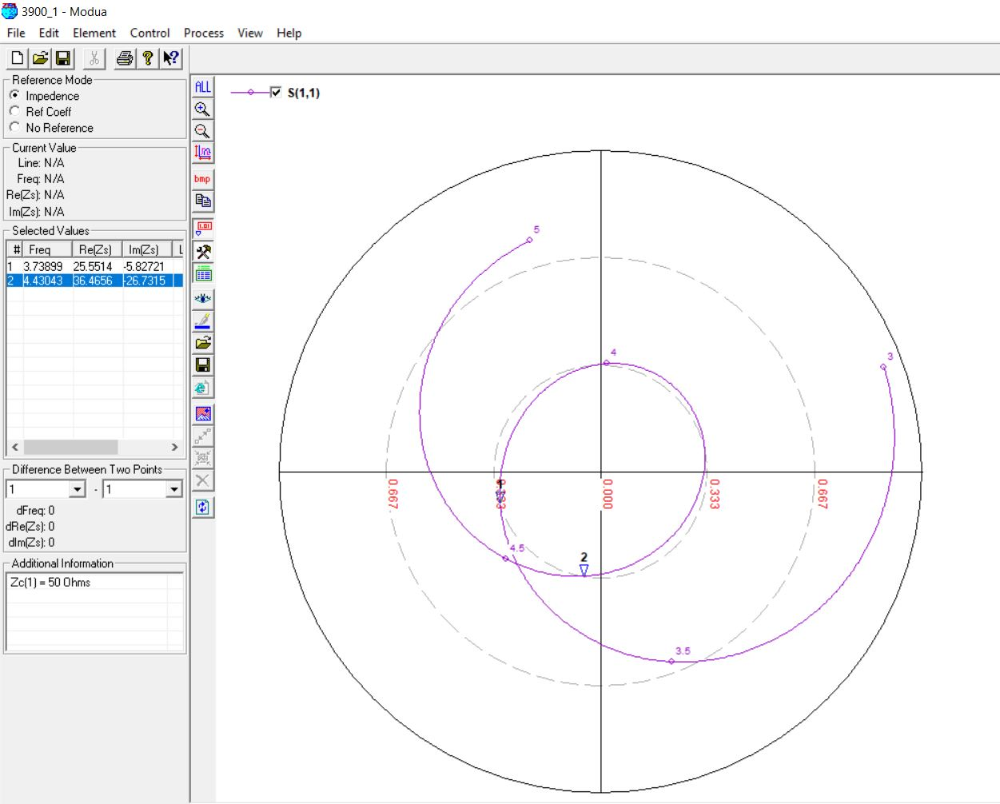 3900_1 - Modua
File Edit Element Control Process View Help
Reference Mode
Impedence
Ref Coeff
No Reference
Current Value
Line: N/A
Freq: N/A
Re(Zs): N/A
Im(Zs): N/A
Selected Values
# Freq Re(Zs) Im(Zs) L
1 3.73899 25.5514 -5.82721
2 4.43043 36.4656 -26.7315
Difference Between Two Points
1 - 1
dFreq: 0
dRe(Zs): 0
dIm(Zs): 0
Additional Information
Zc(1) = 50 Ohms
ALL
bmp
1.01
S(1,1)
5
4
3
0.667
0.333
0.000
0.333
0.667
1
4.5
2
3.5